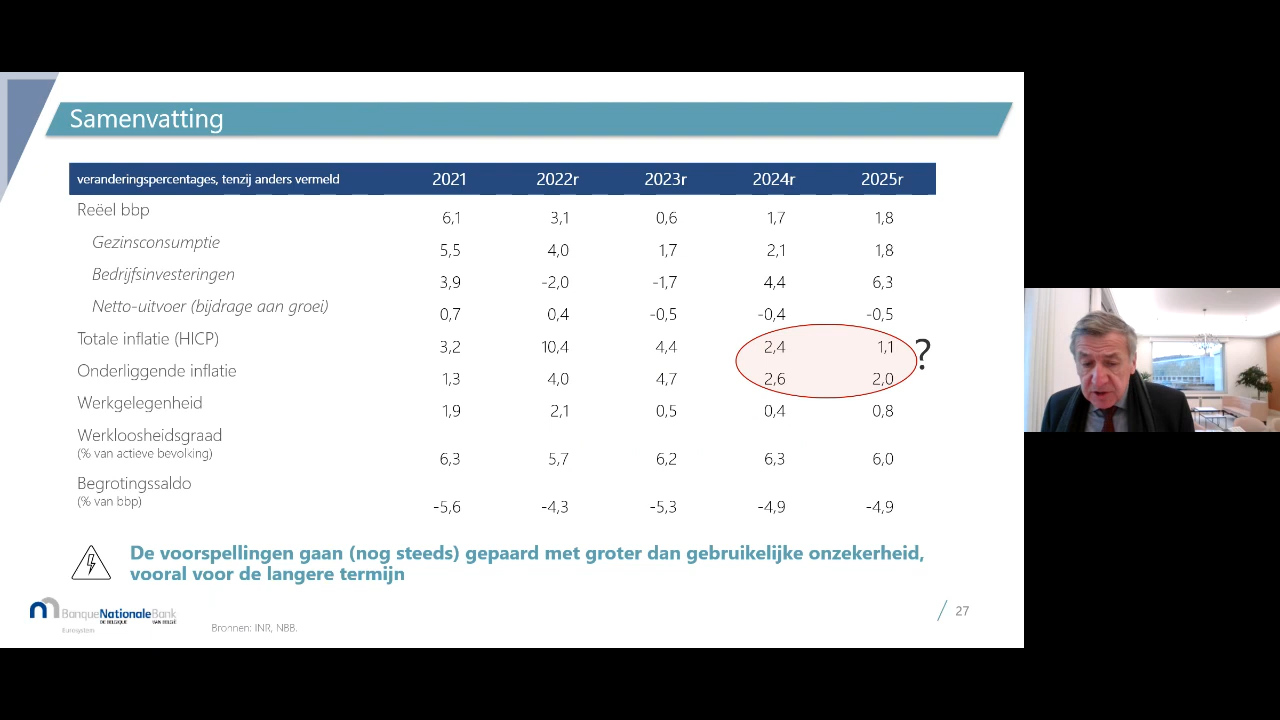 Samenvatting
veranderingspercentages, tenzij anders vermeld 2021 2022r 2023r 2024r 2025r
Reëel bbp 6,1 3,1 0,6 1,7 1,8
Gezinsconsumptie 5,5 4,0 1,7 2,1 1,8
Bedrijfsinvesteringen 3,9 -2,0 -1,7 4,4 6,3
Netto-uitvoer (bijdrage aan groei) 0,7 0,4 -0,5 -0,4 -0,5
Totale inflatie (HICP) 3,2 10,4 4,4 2,4 1,1 ?
Onderliggende inflatie 1,3 4,0 4,7 2,6 2,0
Werkgelegenheid 1,9 2,1 0,5 0,4 0,8
Werkloosheidsgraad
(% van actieve bevolking) 6,3 5,7 6,2 6,3 6,0
Begrotingssaldo
(% van bbp) -5,6 -4,3 -5,3 -4,9 -4,9
De voorspellingen gaan (nog steeds) gepaard met groter dan gebruikelijke onzekerheid,
vooral voor de langere termijn
BanqueNationaleBank
DE BELGIQUE VAN BELGIË
Eurosystem
Bronnen: INR, NBB.
27